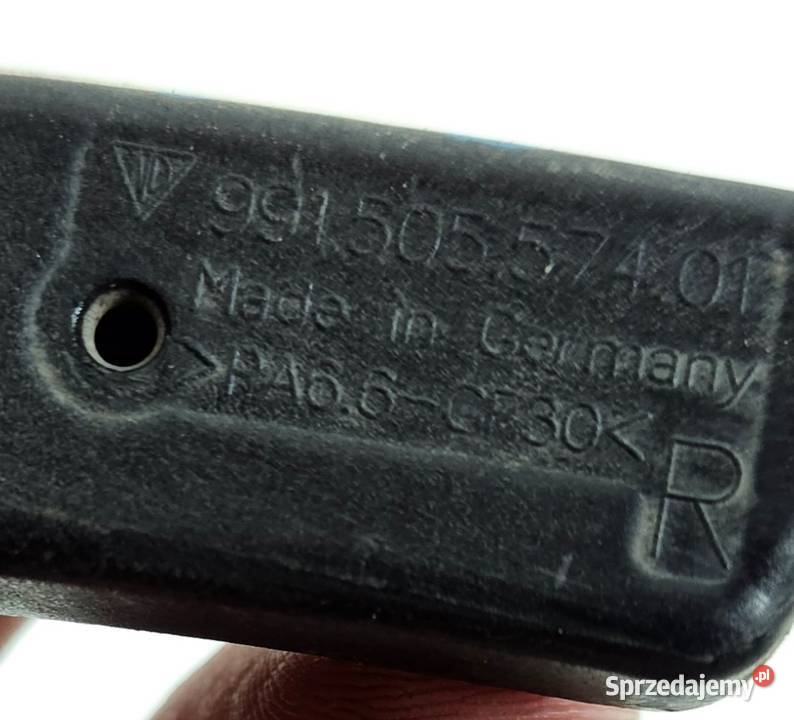 991.505.574.01
Made in Germany
>PA6.6-GF30<
R
Sprzedajemy.pl